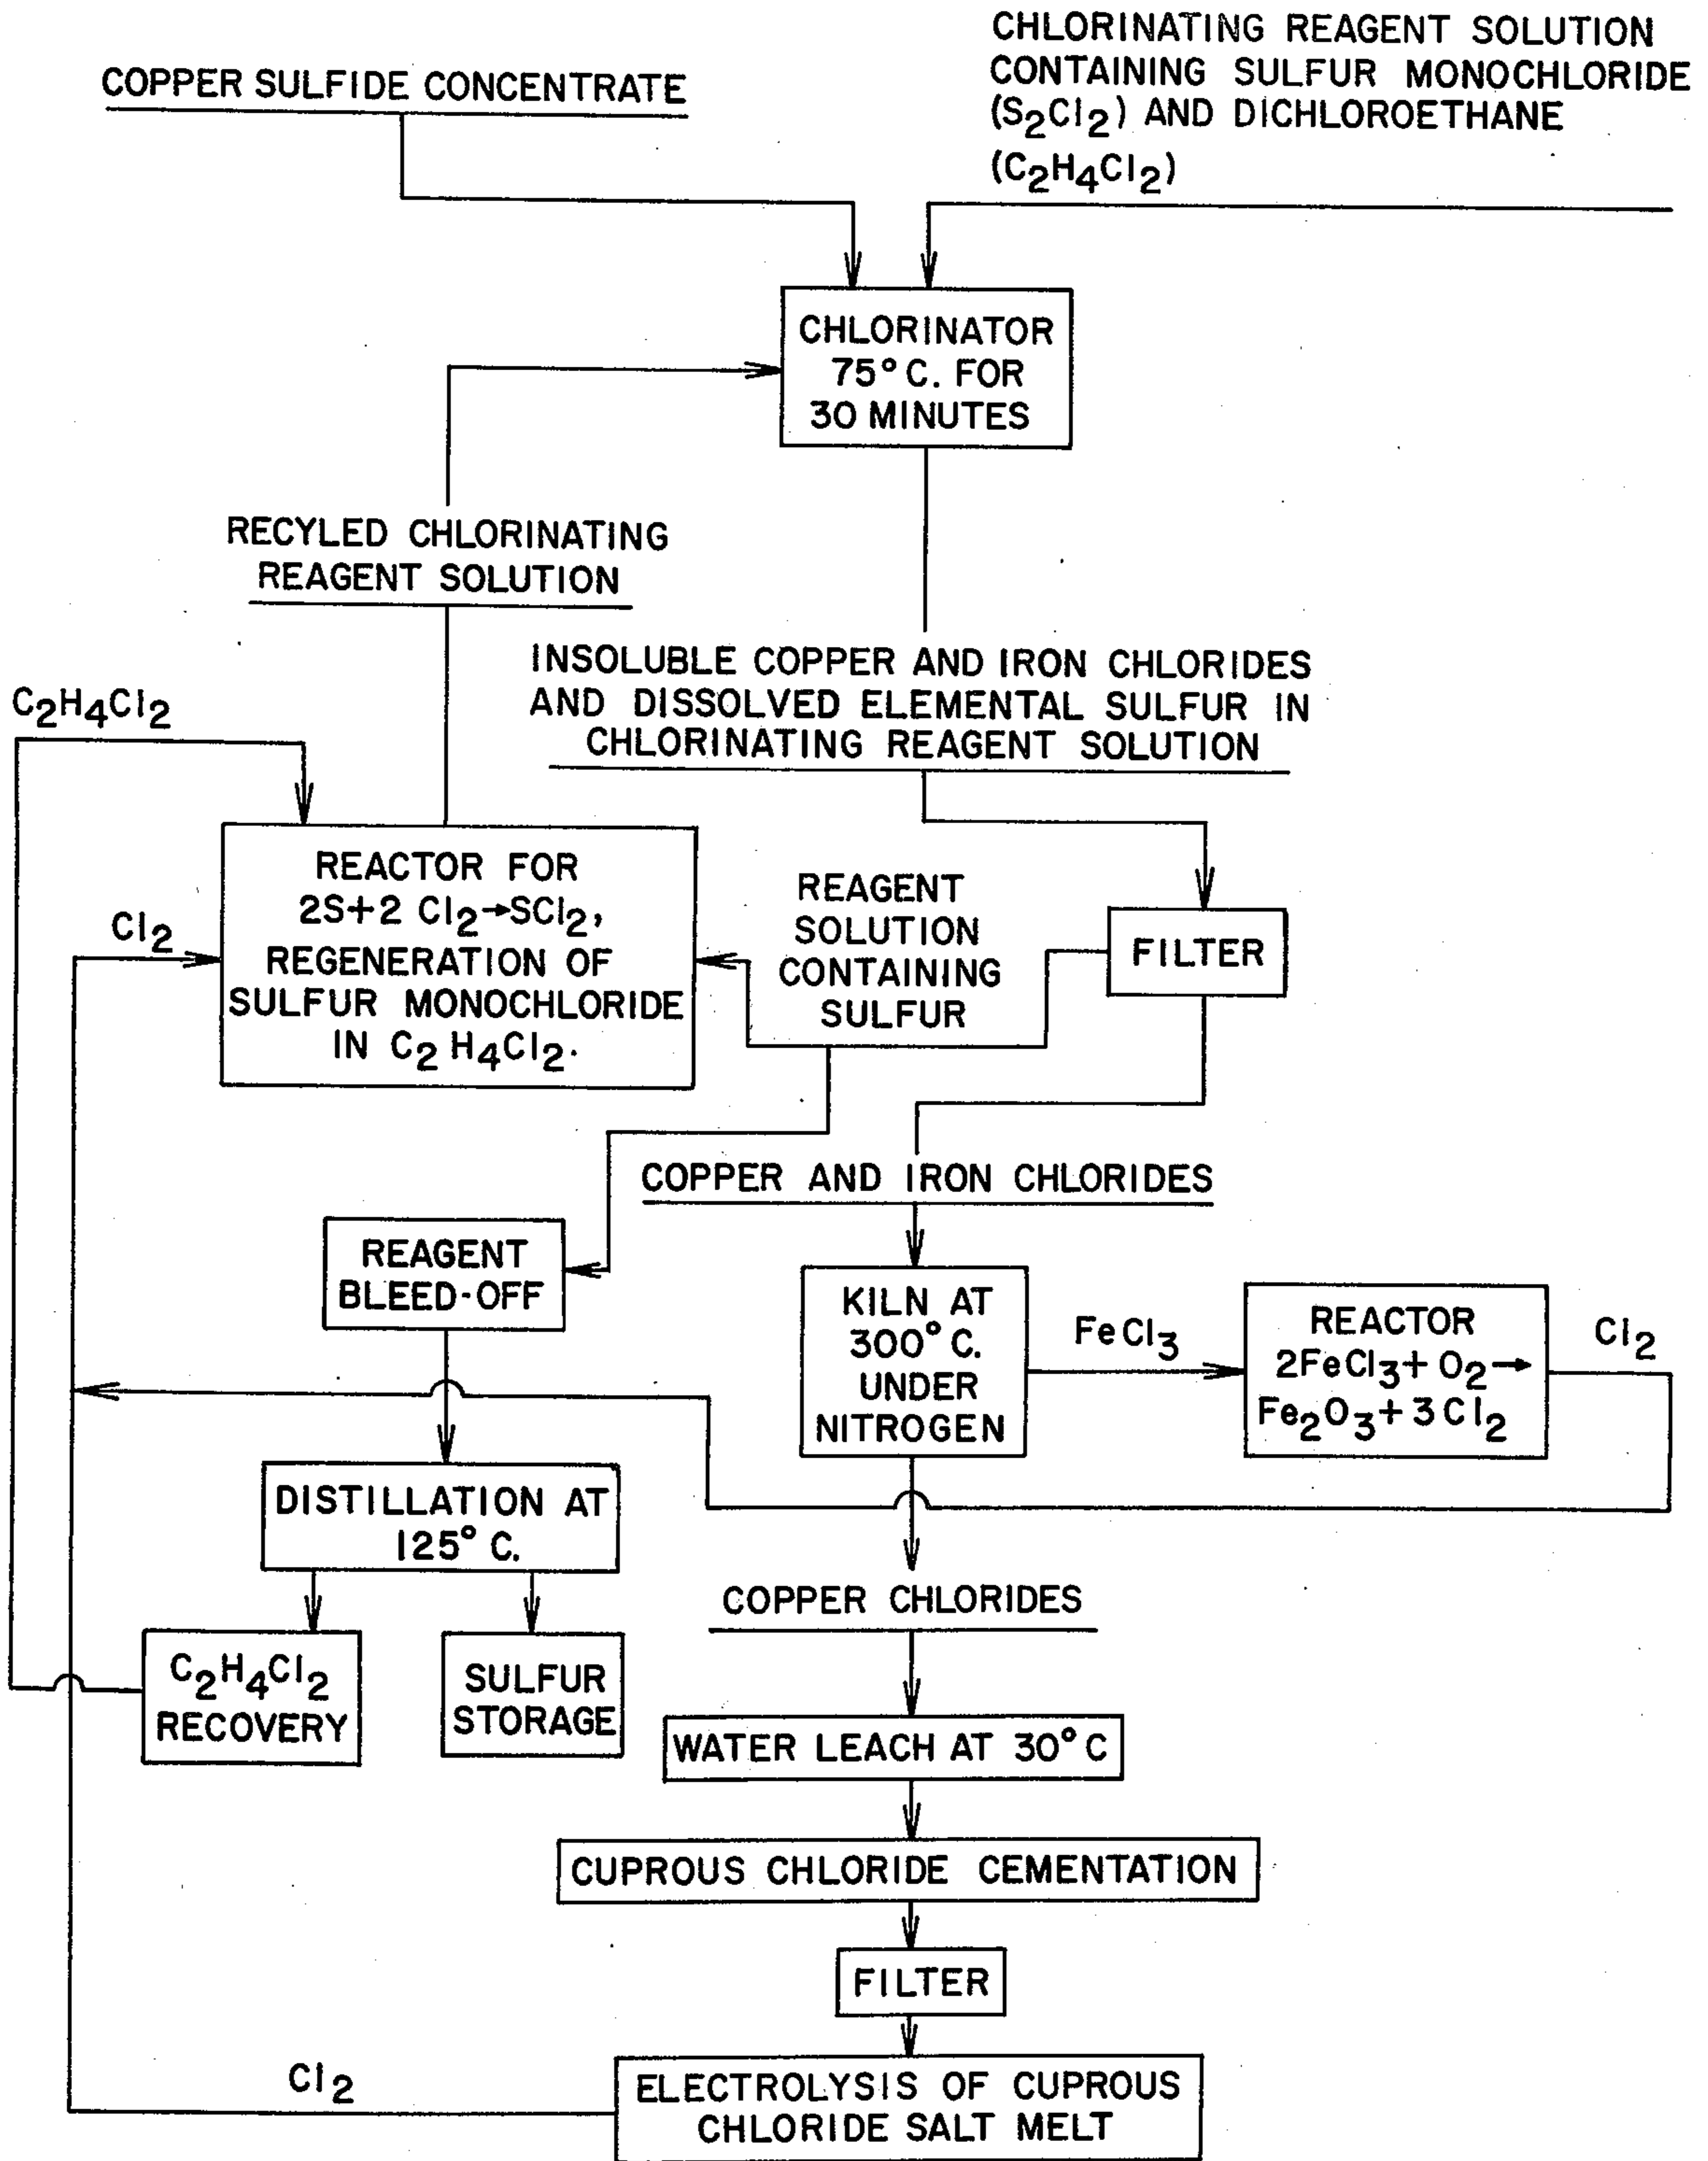 COPPER SULFIDE CONCENTRATE
CHLORINATING REAGENT SOLUTION
CONTAINING SULFUR MONOCHLORIDE
(S₂Cl₂) AND DICHLOROETHANE
(C₂H₄Cl₂)
CHLORINATOR
75°C. FOR
30 MINUTES
RECYLED CHLORINATING
REAGENT SOLUTION
INSOLUBLE COPPER AND IRON CHLORIDES
AND DISSOLVED ELEMENTAL SULFUR IN
CHLORINATING REAGENT SOLUTION
C₂H₄Cl₂
REACTOR FOR
2S+2 Cl₂→SCl₂,
REGENERATION OF
SULFUR MONOCHLORIDE
IN C₂ H₄Cl₂.
Cl₂
REAGENT
SOLUTION
CONTAINING
SULFUR
FILTER
COPPER AND IRON CHLORIDES
REAGENT
BLEED-OFF
KILN AT
300°C.
UNDER
NITROGEN
FeCl₃
REACTOR
2FeCl₃+O₂→
Fe₂O₃+3Cl₂
Cl₂
DISTILLATION AT
125°C.
COPPER CHLORIDES
C₂H₄Cl₂
RECOVERY
SULFUR
STORAGE
WATER LEACH AT 30°C
CUPROUS CHLORIDE CEMENTATION
FILTER
Cl₂
ELECTROLYSIS OF CUPROUS
CHLORIDE SALT MELT